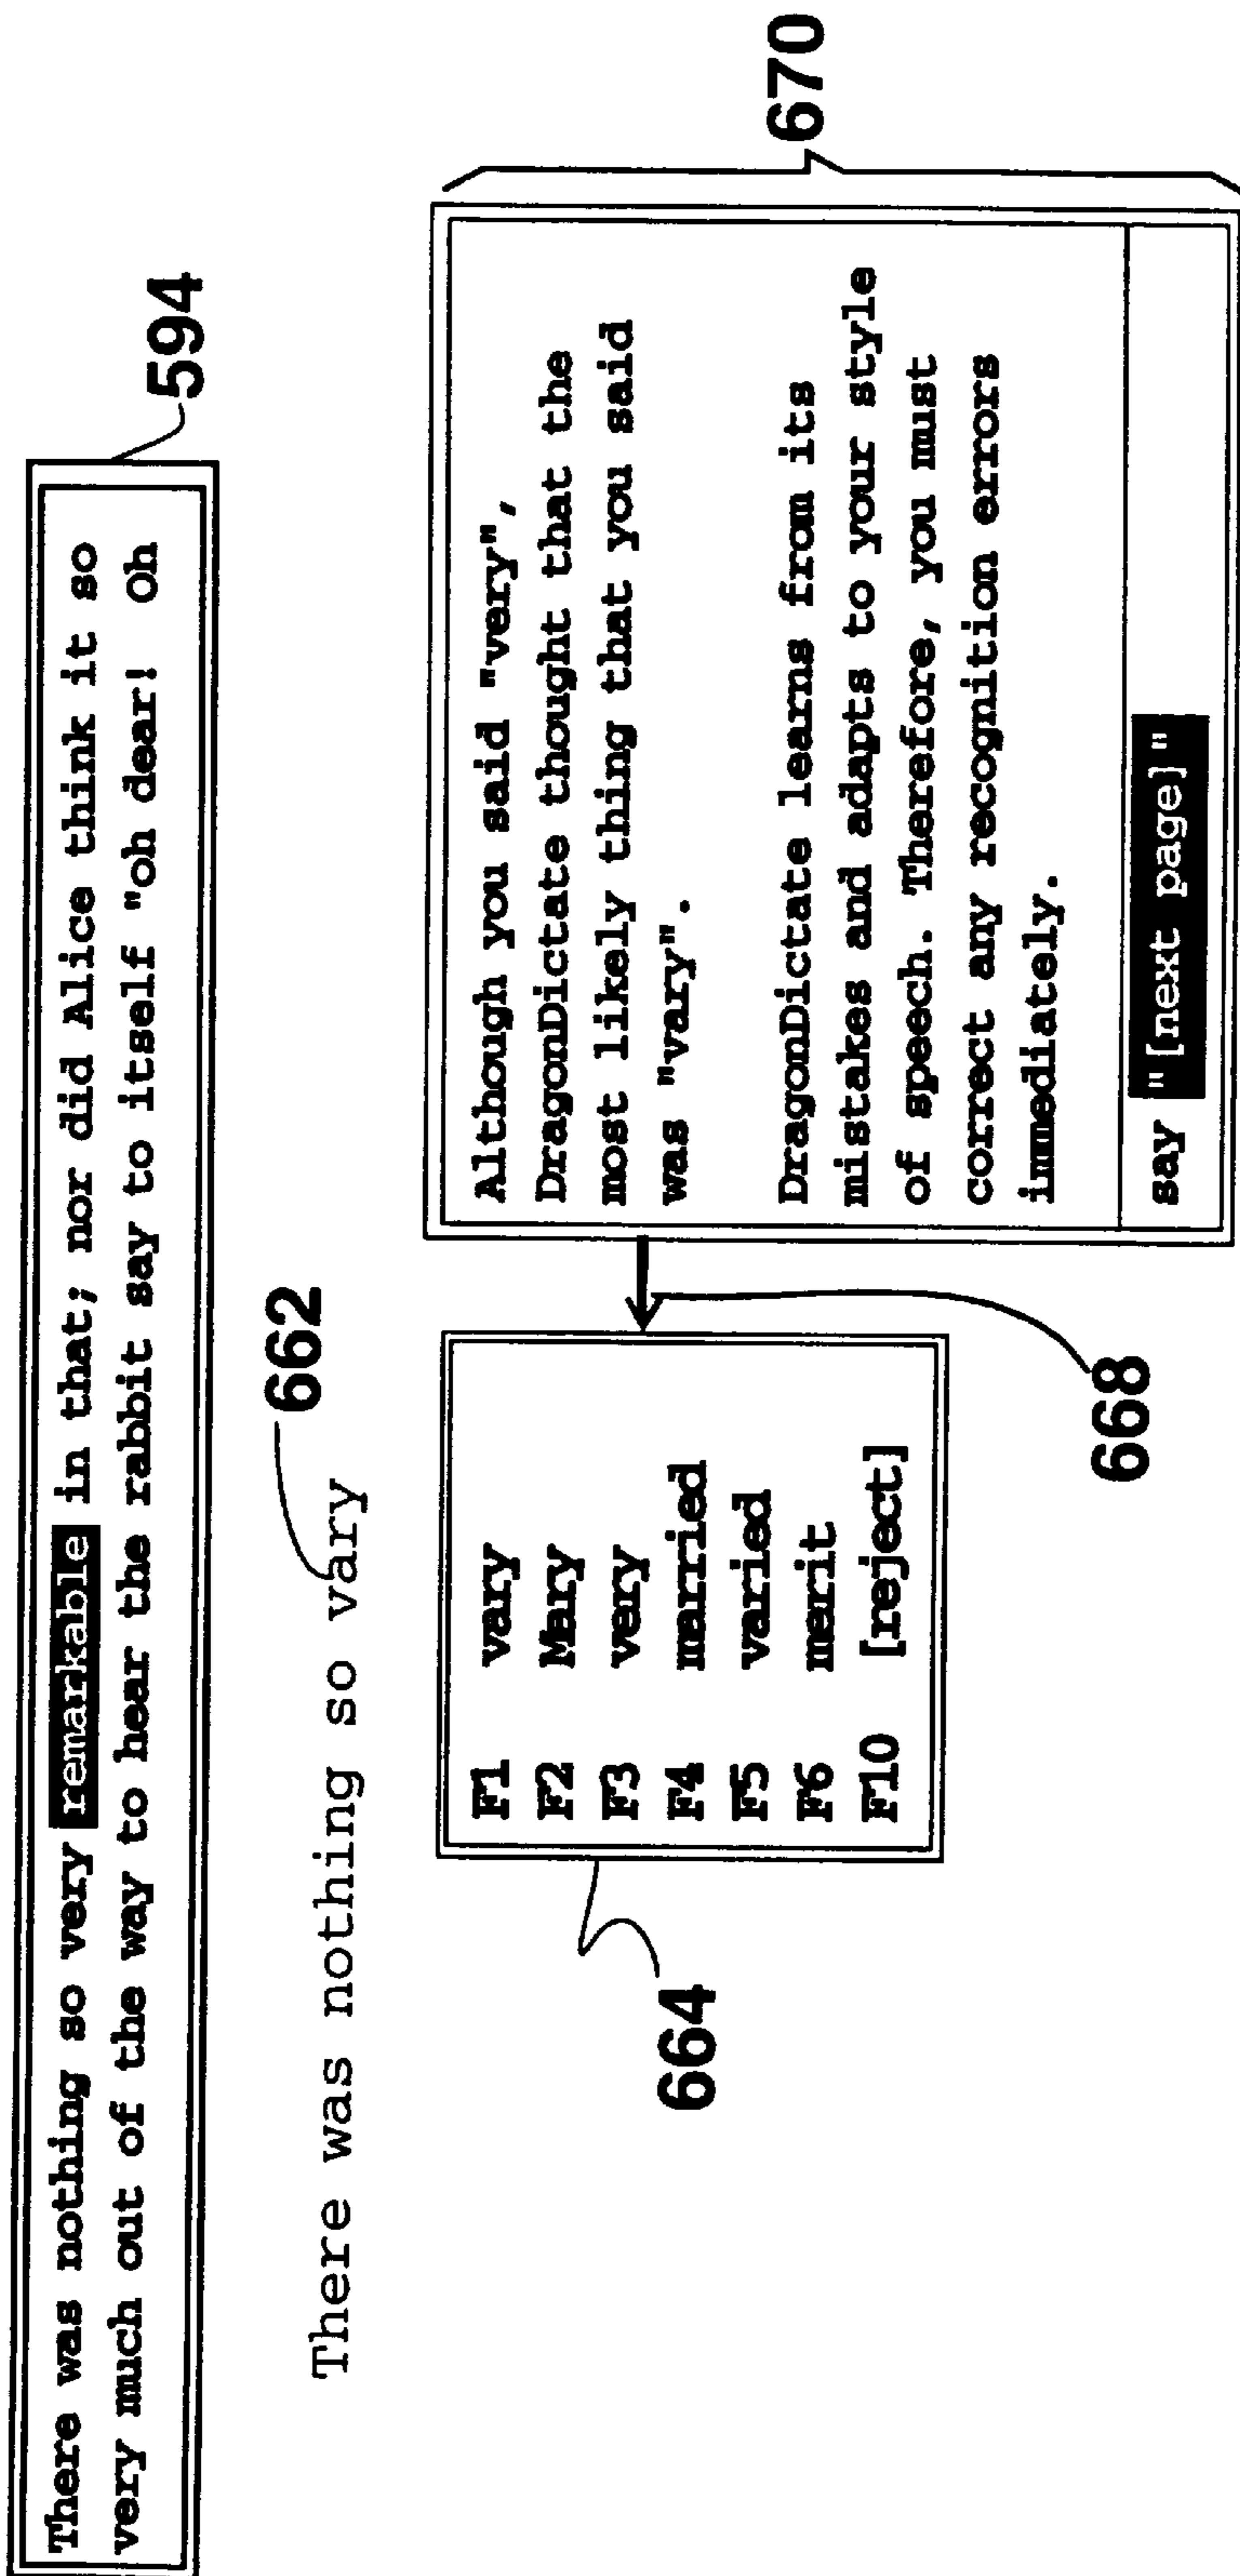 There was nothing so very remarkable in that; nor did Alice think it so
very much out of the way to hear the rabbit say to itself "oh dear!  Oh
594
662
There was nothing so vary
F1 vary
F2 Mary
F3 very
F4 married
F5 varied
F6 merit
F10 [reject]
664
668
Although you said "very",
DragonDictate thought that the
most likely thing that you said
was "vary".
DragonDictate learns from its
mistakes and adapts to your style
of speech. Therefore, you must
correct any recognition errors
immediately.
say "[next page]"
670